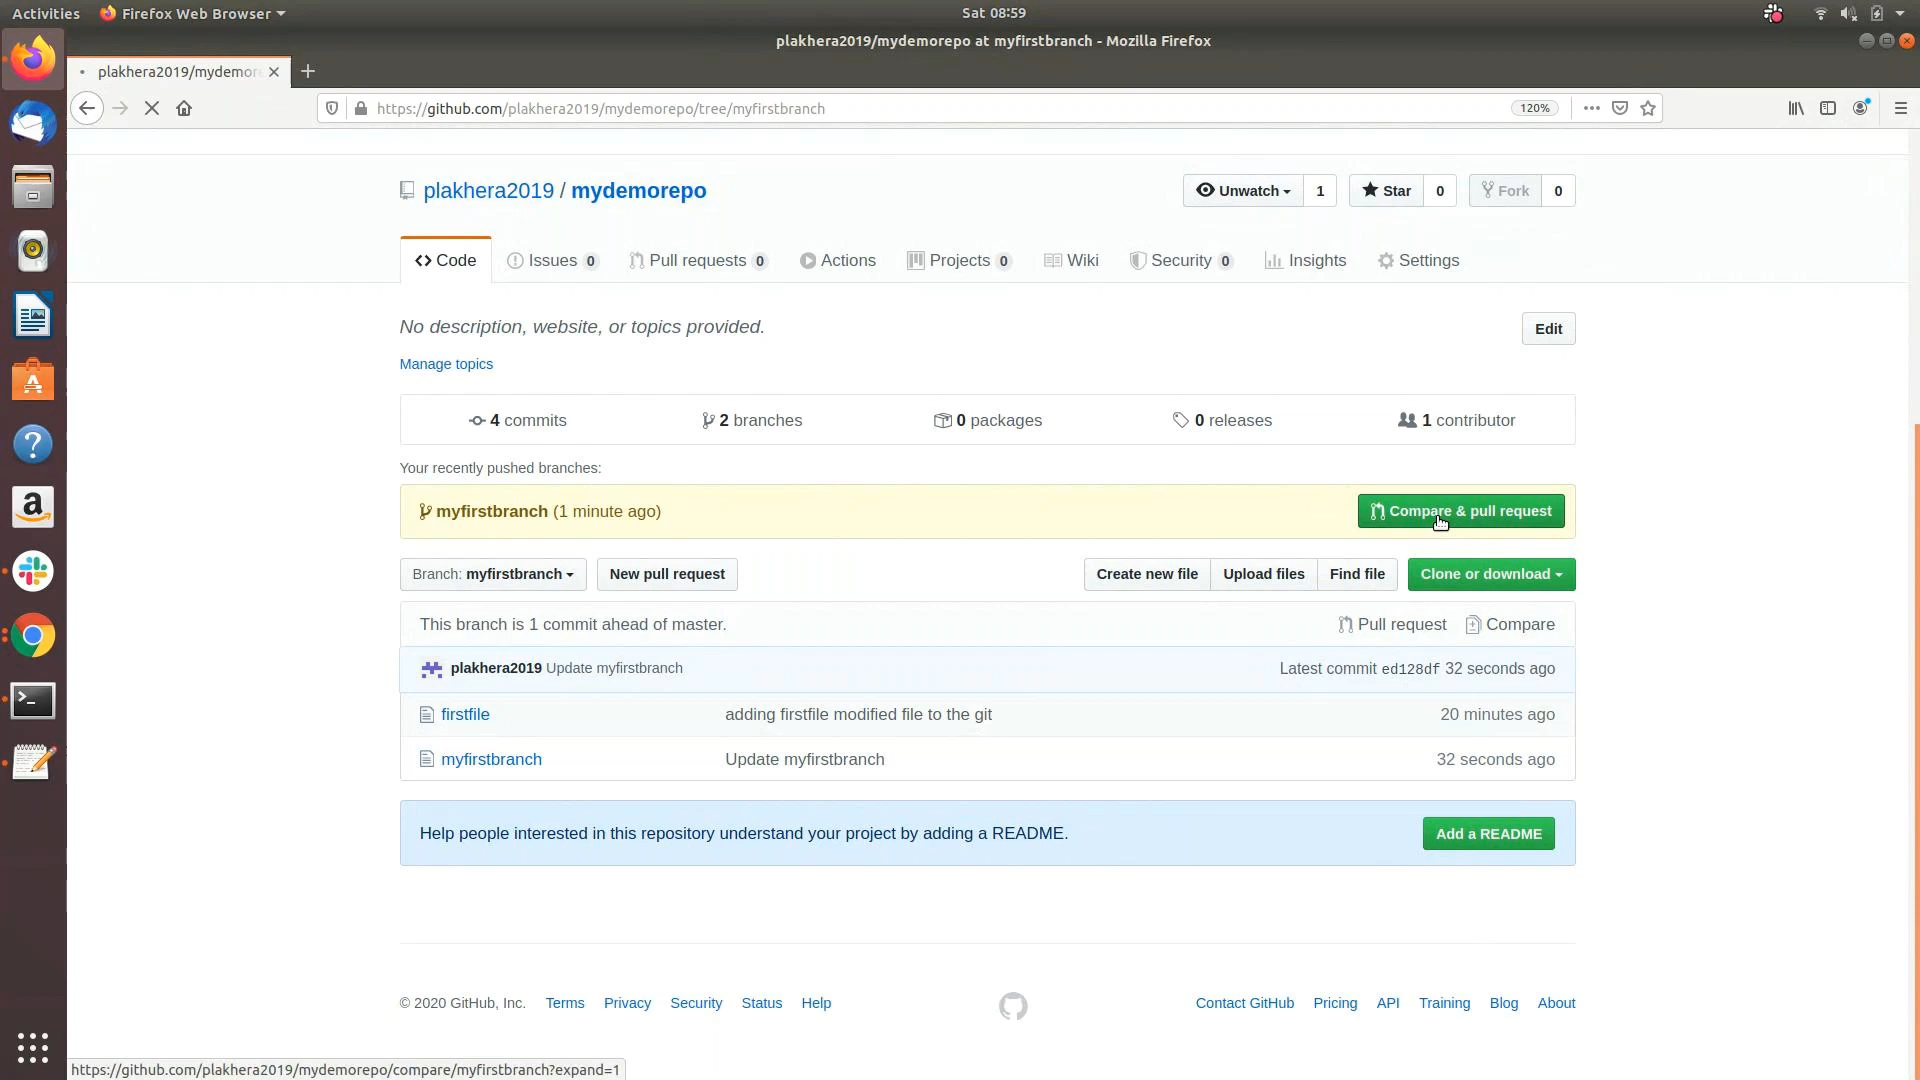 Activities Firefox Web Browser Sat 08:59
plakhera2019/mydemorepo at myfirstbranch - Mozilla Firefox
plakhera2019/mydemor
https://github.com/plakhera2019/mydemorepo/tree/myfirstbranch 120%
plakhera2019 / mydemorepo Unwatch 1 Star 0 Fork 0
Code Issues 0 Pull requests 0 Actions Projects 0 Wiki Security 0 Insights Settings
No description, website, or topics provided. Edit
Manage topics
4 commits 2 branches 0 packages 0 releases 1 contributor
Your recently pushed branches:
myfirstbranch (1 minute ago) Compare & pull request
Branch: myfirstbranch New pull request Create new file Upload files Find file Clone or download
This branch is 1 commit ahead of master. Pull request Compare
plakhera2019 Update myfirstbranch Latest commit ed128df 32 seconds ago
firstfile adding firstfile modified file to the git 20 minutes ago
myfirstbranch Update myfirstbranch 32 seconds ago
Help people interested in this repository understand your project by adding a README. Add a README
© 2020 GitHub, Inc. Terms Privacy Security Status Help Contact GitHub Pricing API Training Blog About
https://github.com/plakhera2019/mydemorepo/compare/myfirstbranch?expand=1